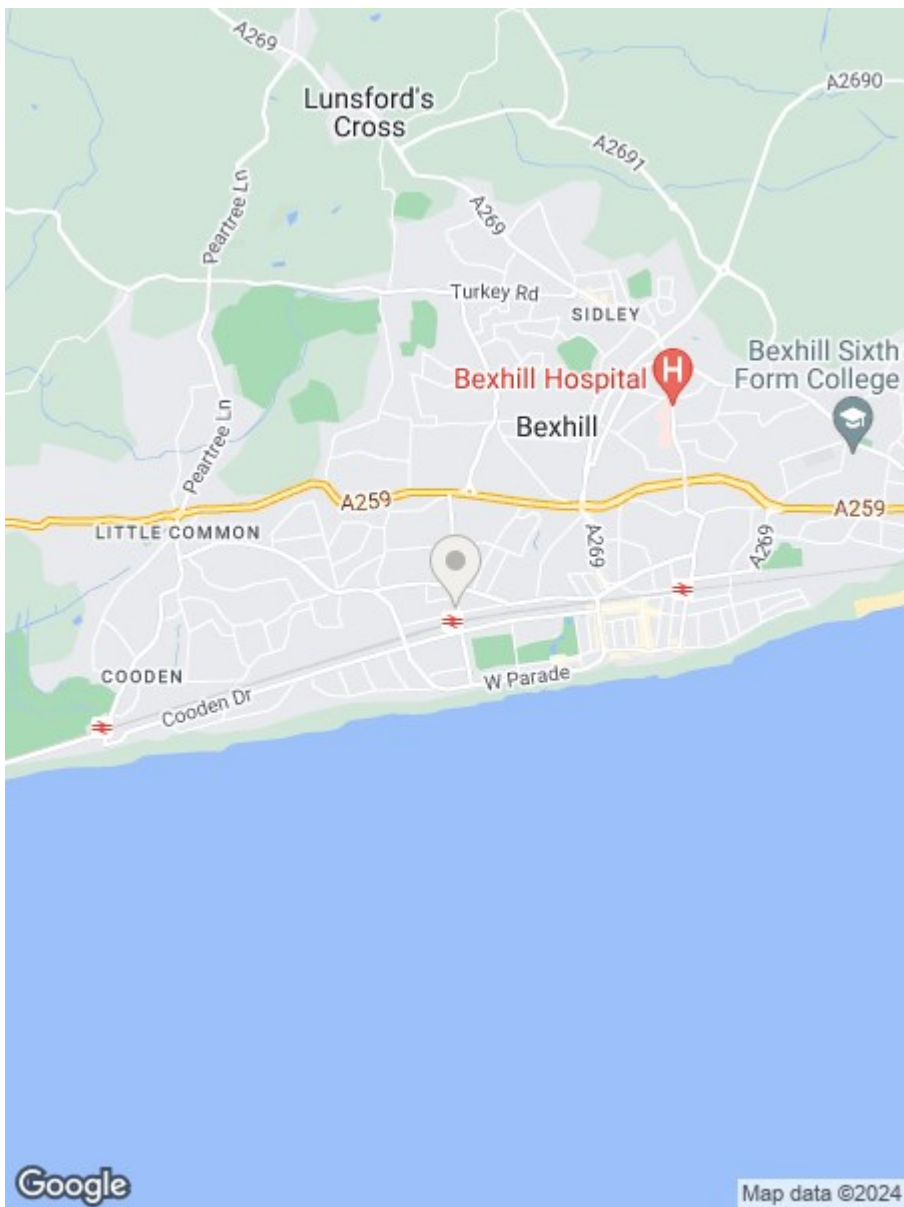 A269
A2690
Lunsford's
Cross
A2691
Peartree Ln
A269
Turkey Rd
SIDLEY
Bexhill Sixth
Form College
Bexhill Hospital
H
Bexhill
Peartree Ln
A259
A259
LITTLE COMMON
A269
A269
COODEN
W Parade
Cooden Dr
Google
Map data ©2024